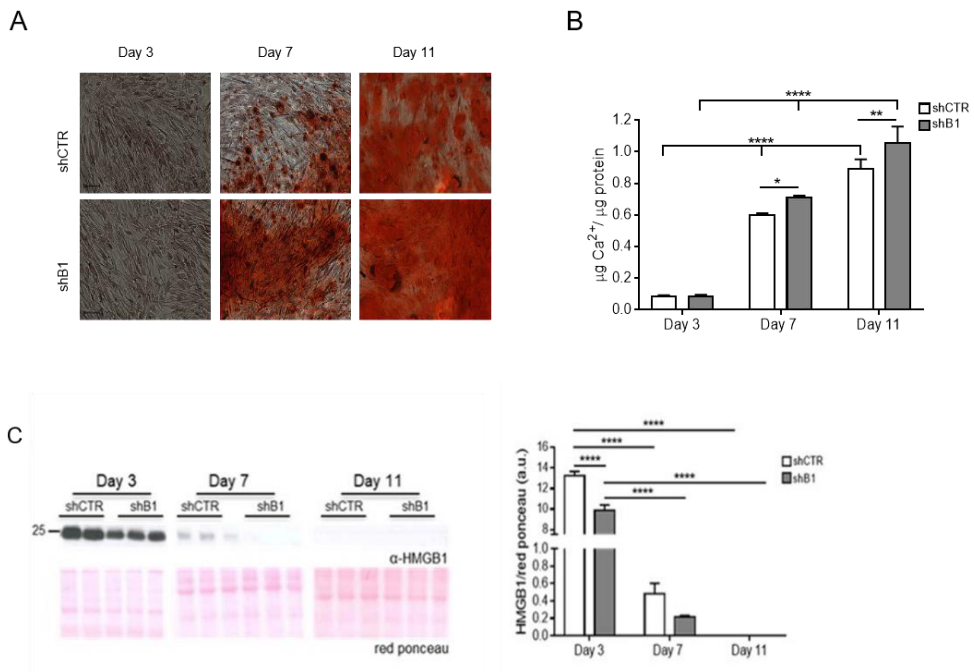 A
Day 3 Day 7 Day 11
shCTR
shB1
B
**** 
shCTR
shB1
**
****
*
µg Ca2+/ µg protein
1.2
1.0
0.8
0.6
0.4
0.2
0.0
Day 3 Day 7 Day 11
C
Day 3 Day 7 Day 11
shCTR shB1 shCTR shB1 shCTR shB1
25
α-HMGB1
red ponceau
****
****
shCTR
shB1
****
****
****
HMGB1/red ponceau (a.u.)
16
14
12
10
8
0.8
0.6
0.4
0.2
0.0
Day 3 Day 7 Day 11